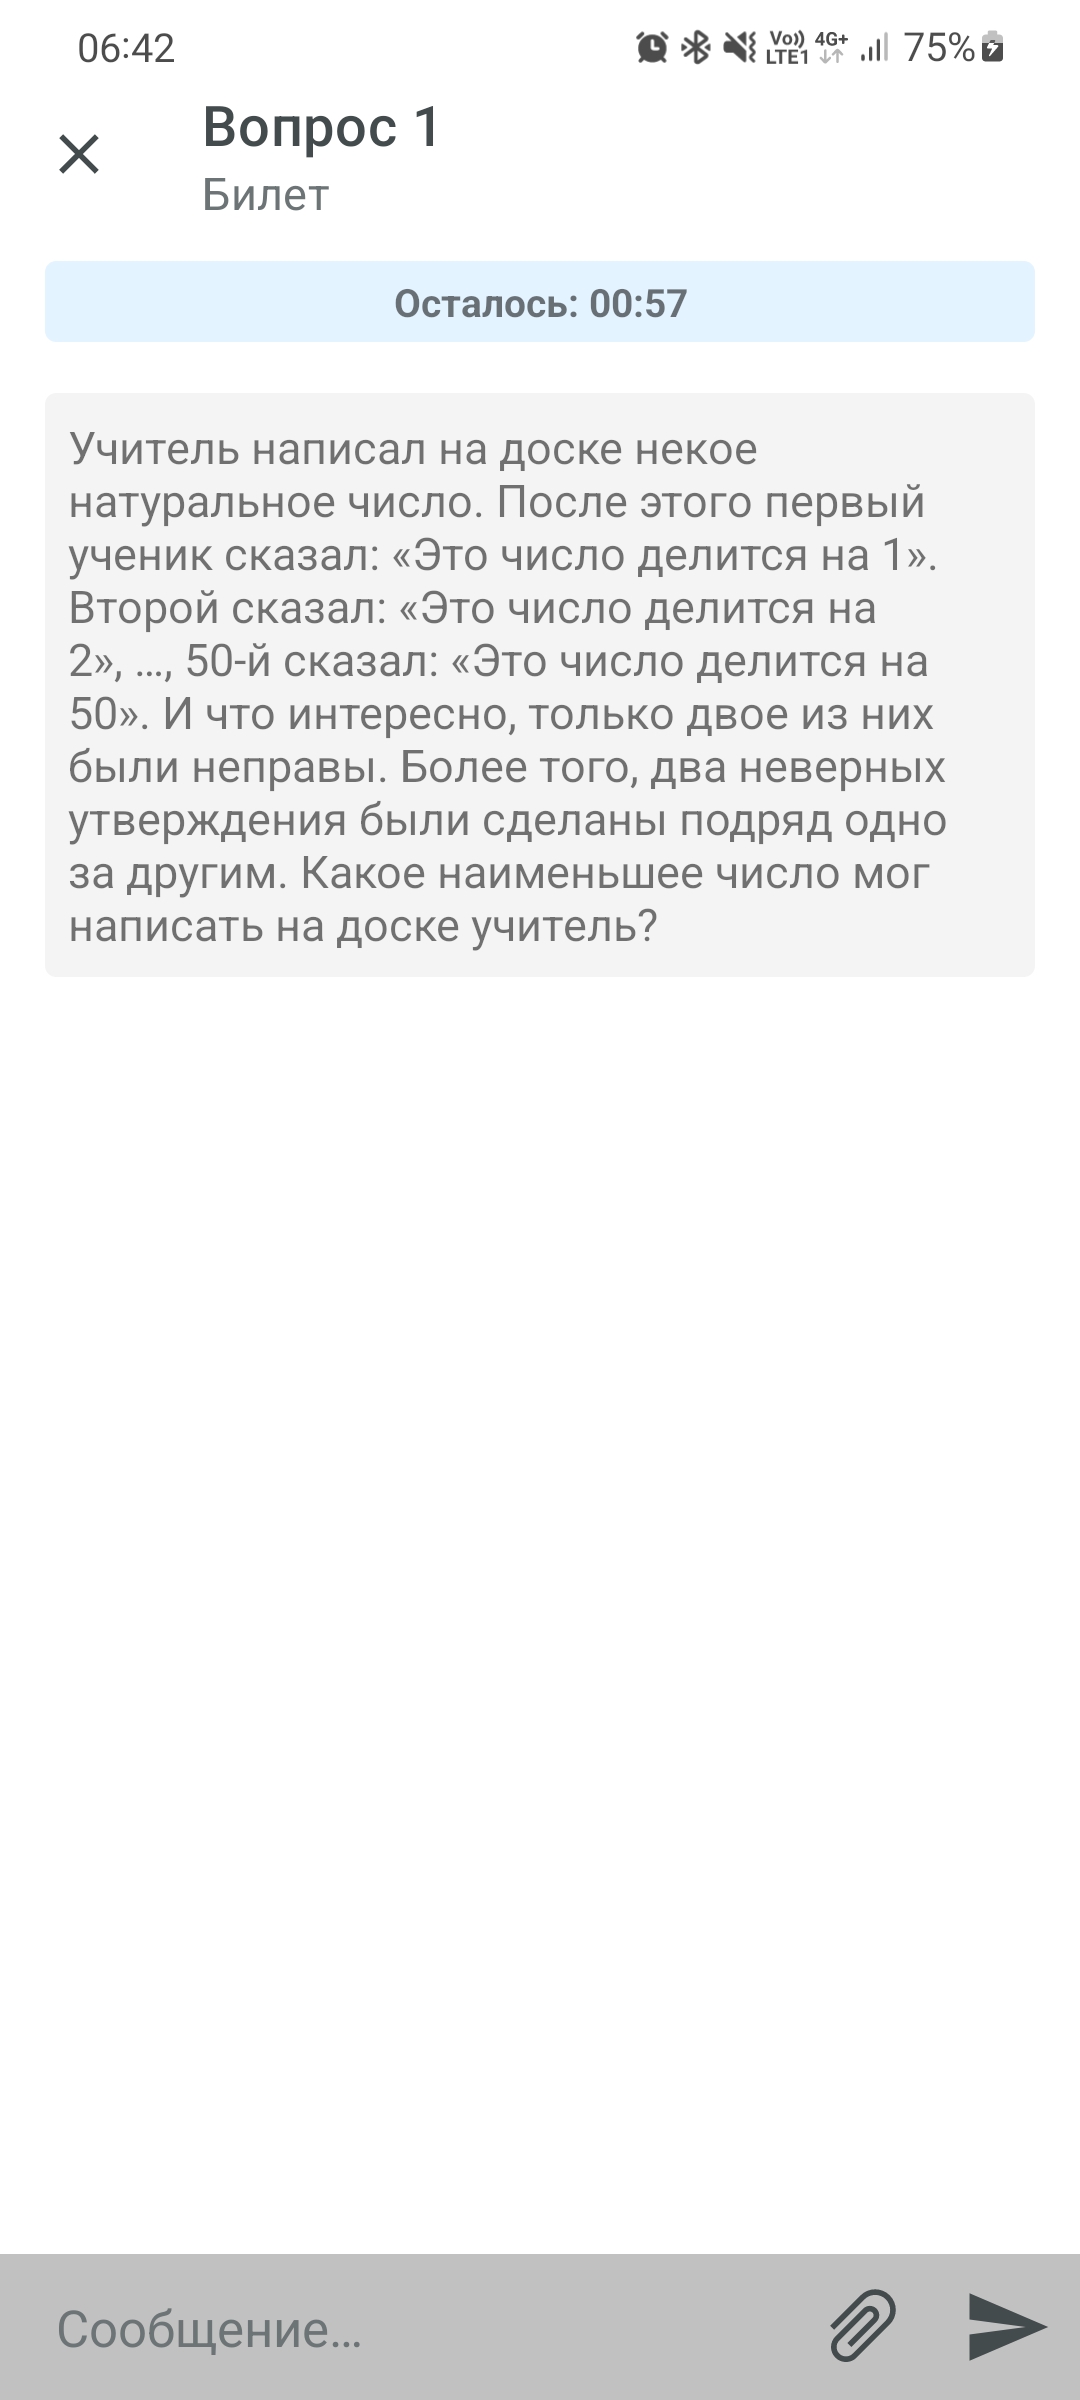 06:42
Vo)) LTE1 4G+ 75%
Вопрос 1
Билет
Осталось: 00:57
Учитель написал на доске некое
натуральное число. После этого первый
ученик сказал: «Это число делится на 1».
Второй сказал: «Это число делится на
2», ..., 50-й сказал: «Это число делится на
50». И что интересно, только двое из них
были неправы. Более того, два неверных
утверждения были сделаны подряд одно
за другим. Какое наименьшее число мог
написать на доске учитель?
Сообщение...